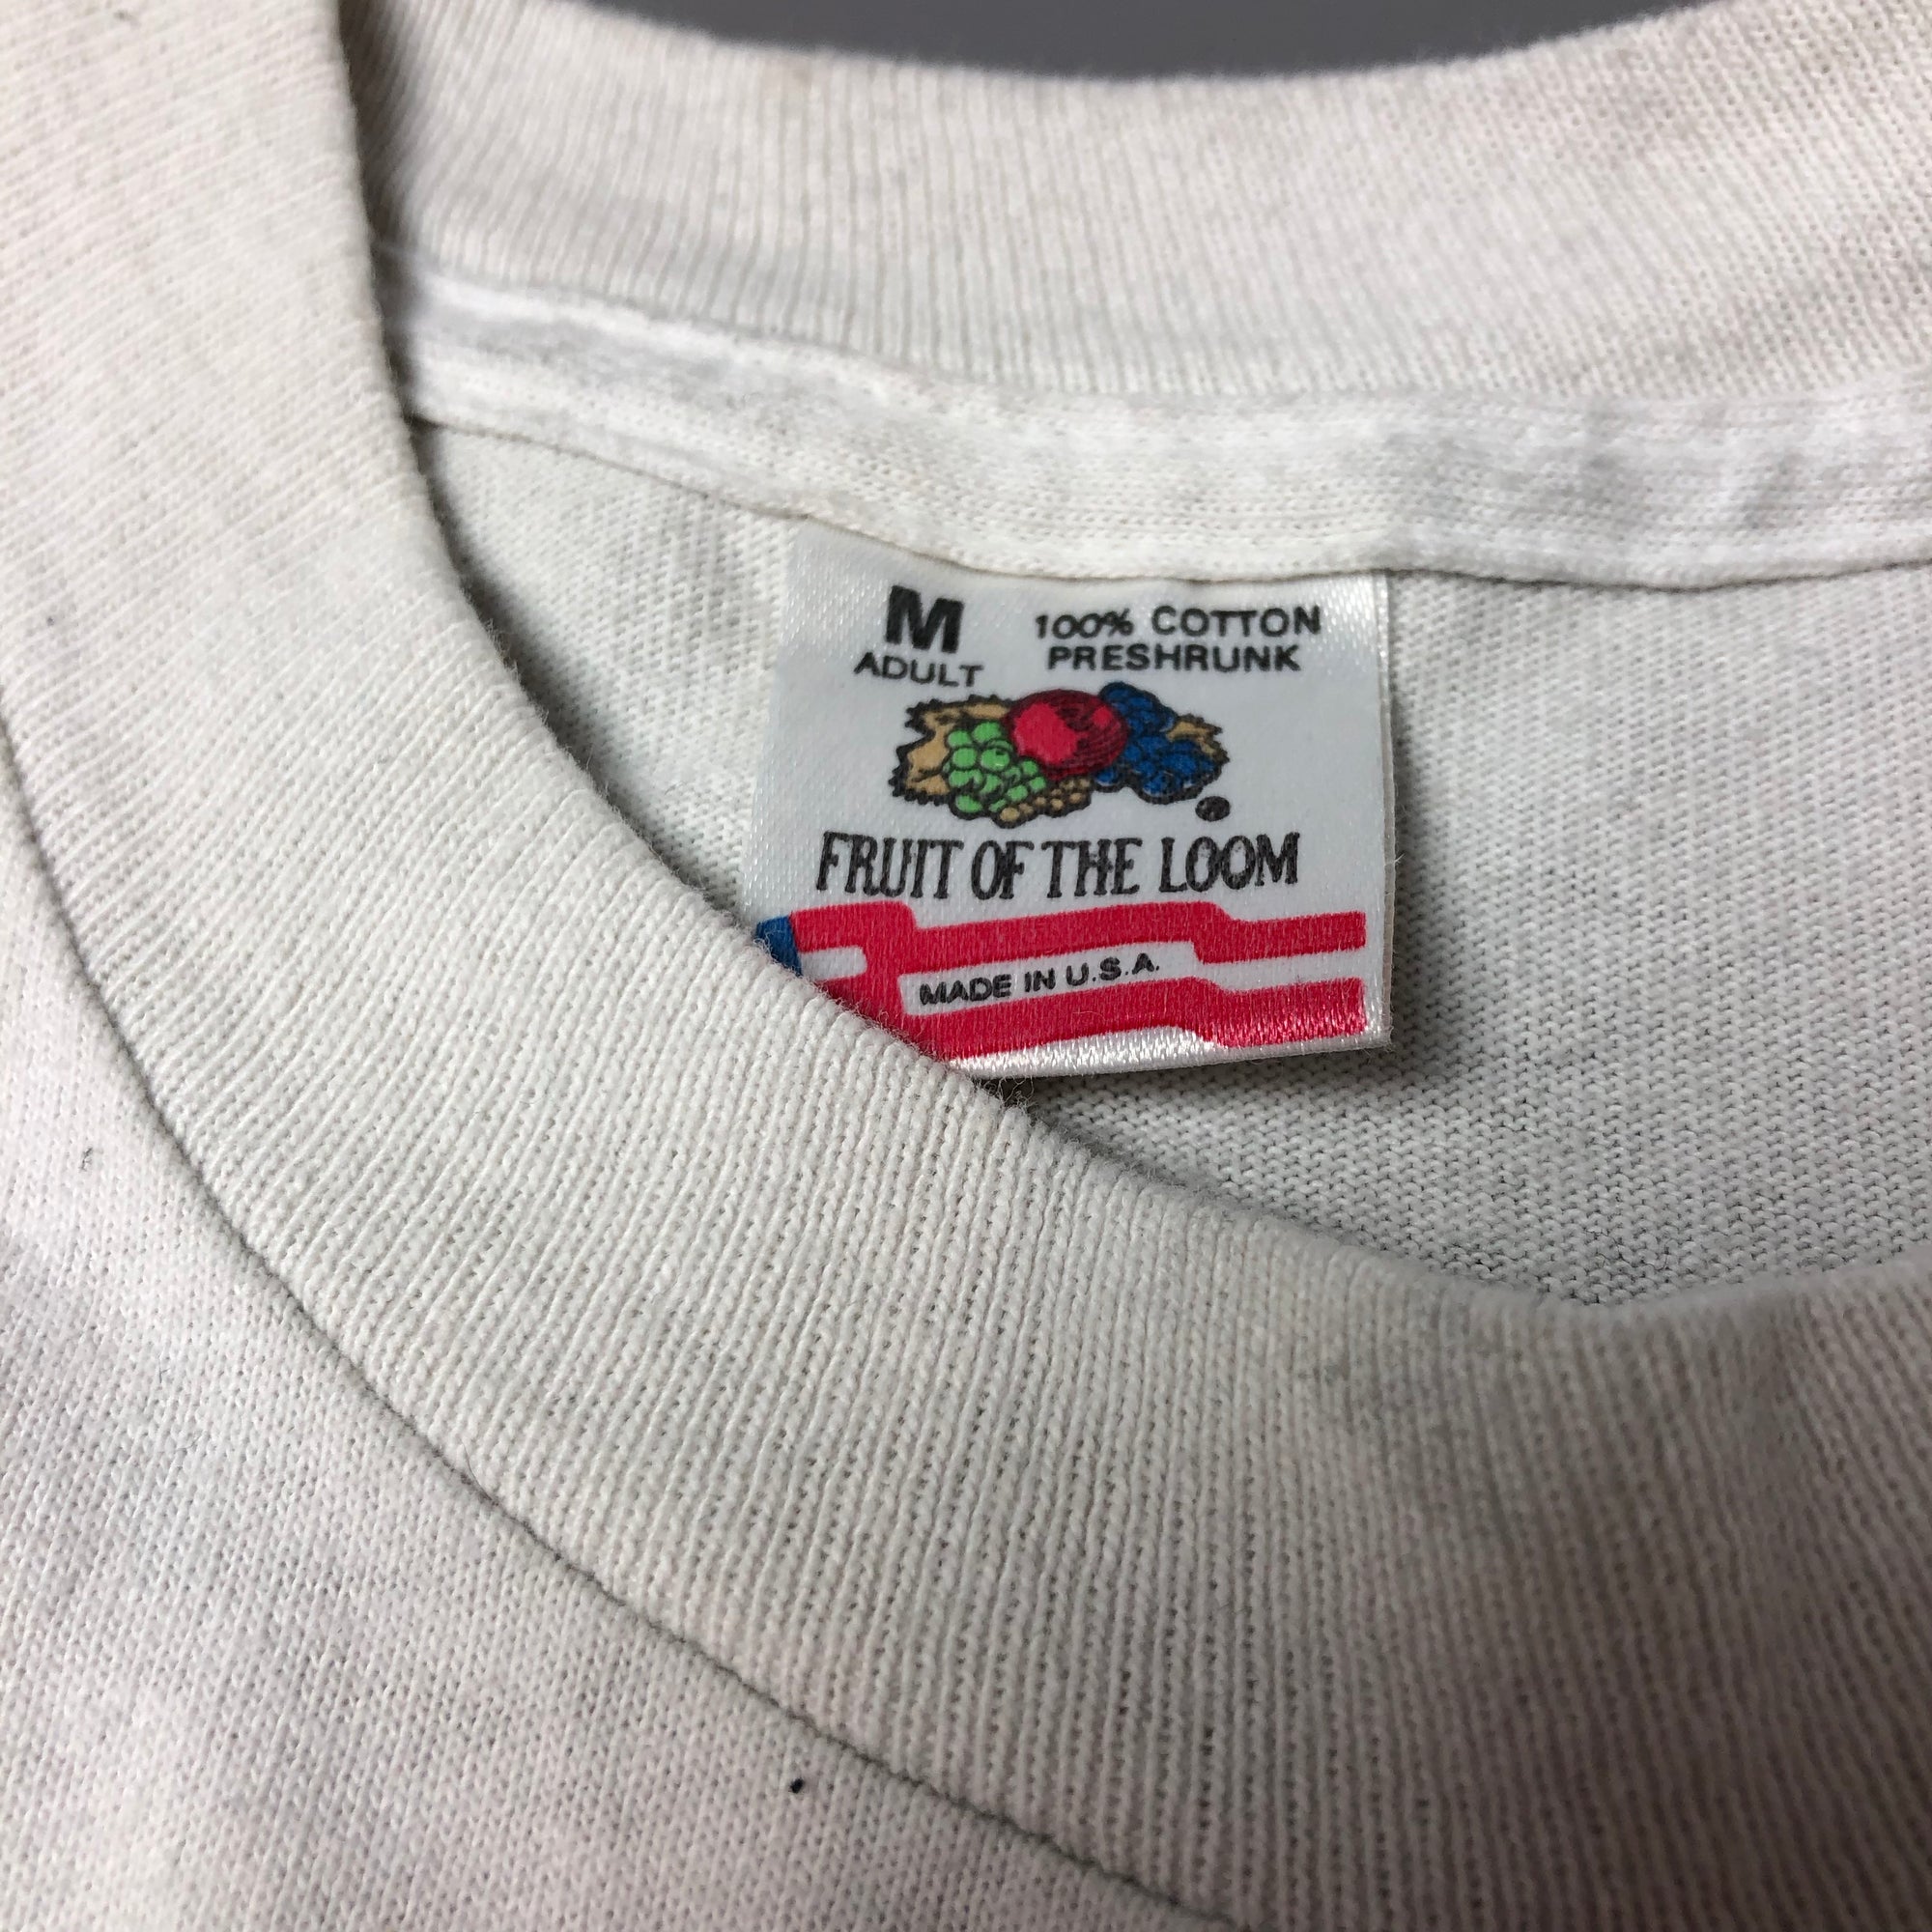 M
ADULT
100% COTTON
PRESHRUNK
FRUIT OF THE LOOM
MADE IN U.S.A.